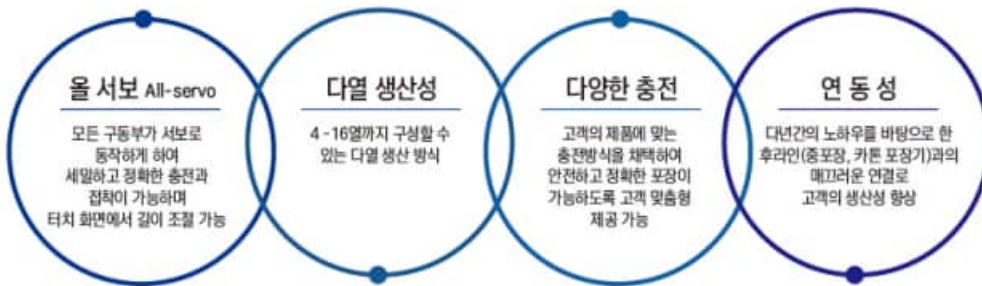 올 서보 All-servo
모든 구동부가 서보로
동작하게 하여
세밀하고 정확한 충전과
접착이 가능하며
터치 화면에서 길이 조절 가능
다열 생산성
4 - 16열까지 구성할 수
있는 다열 생산 방식
다양한 충전
고객의 제품에 맞는
충전방식을 채택하여
안전하고 정확한 포장이
가능하도록 고객 맞춤형
제공 가능
연 동 성
다년간의 노하우를 바탕으로 한
후라인(중포장, 카톤 포장기)과의
매끄러운 연결로
고객의 생산성 향상